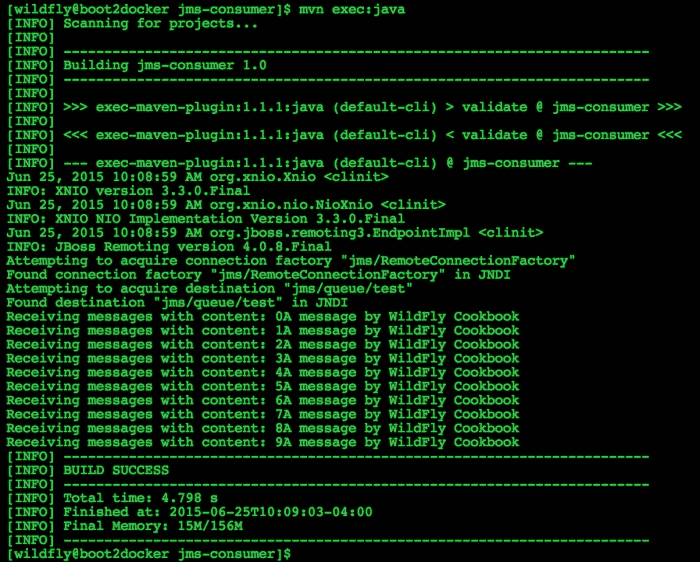 [wildfly@boot2docker jms-consumer]$ mvn exec:java
[INFO] Scanning for projects...
[INFO]
[INFO] ------------------------------------------------------------------------
[INFO] Building jms-consumer 1.0
[INFO] ------------------------------------------------------------------------
[INFO]
[INFO] >>> exec-maven-plugin:1.1.1:java (default-cli) > validate @ jms-consumer >>>
[INFO]
[INFO] <<< exec-maven-plugin:1.1.1:java (default-cli) < validate @ jms-consumer <<<
[INFO]
[INFO] --- exec-maven-plugin:1.1.1:java (default-cli) @ jms-consumer ---
Jun 25, 2015 10:08:59 AM org.xnio.Xnio <clinit>
INFO: XNIO version 3.3.0.Final
Jun 25, 2015 10:08:59 AM org.xnio.nio.NioXnio <clinit>
INFO: XNIO NIO Implementation Version 3.3.0.Final
Jun 25, 2015 10:08:59 AM org.jboss.remoting3.EndpointImpl <clinit>
INFO: JBoss Remoting version 4.0.8.Final
Attempting to acquire connection factory "jms/RemoteConnectionFactory"
Found connection factory "jms/RemoteConnectionFactory" in JNDI
Attempting to acquire destination "jms/queue/test"
Found destination "jms/queue/test" in JNDI
Receiving messages with content: 0A message by WildFly Cookbook
Receiving messages with content: 1A message by WildFly Cookbook
Receiving messages with content: 2A message by WildFly Cookbook
Receiving messages with content: 3A message by WildFly Cookbook
Receiving messages with content: 4A message by WildFly Cookbook
Receiving messages with content: 5A message by WildFly Cookbook
Receiving messages with content: 6A message by WildFly Cookbook
Receiving messages with content: 7A message by WildFly Cookbook
Receiving messages with content: 8A message by WildFly Cookbook
Receiving messages with content: 9A message by WildFly Cookbook
[INFO] ------------------------------------------------------------------------
[INFO] BUILD SUCCESS
[INFO] ------------------------------------------------------------------------
[INFO] Total time: 4.798 s
[INFO] Finished at: 2015-06-25T10:09:03-04:00
[INFO] Final Memory: 15M/156M
[INFO] ------------------------------------------------------------------------
[wildfly@boot2docker jms-consumer]$